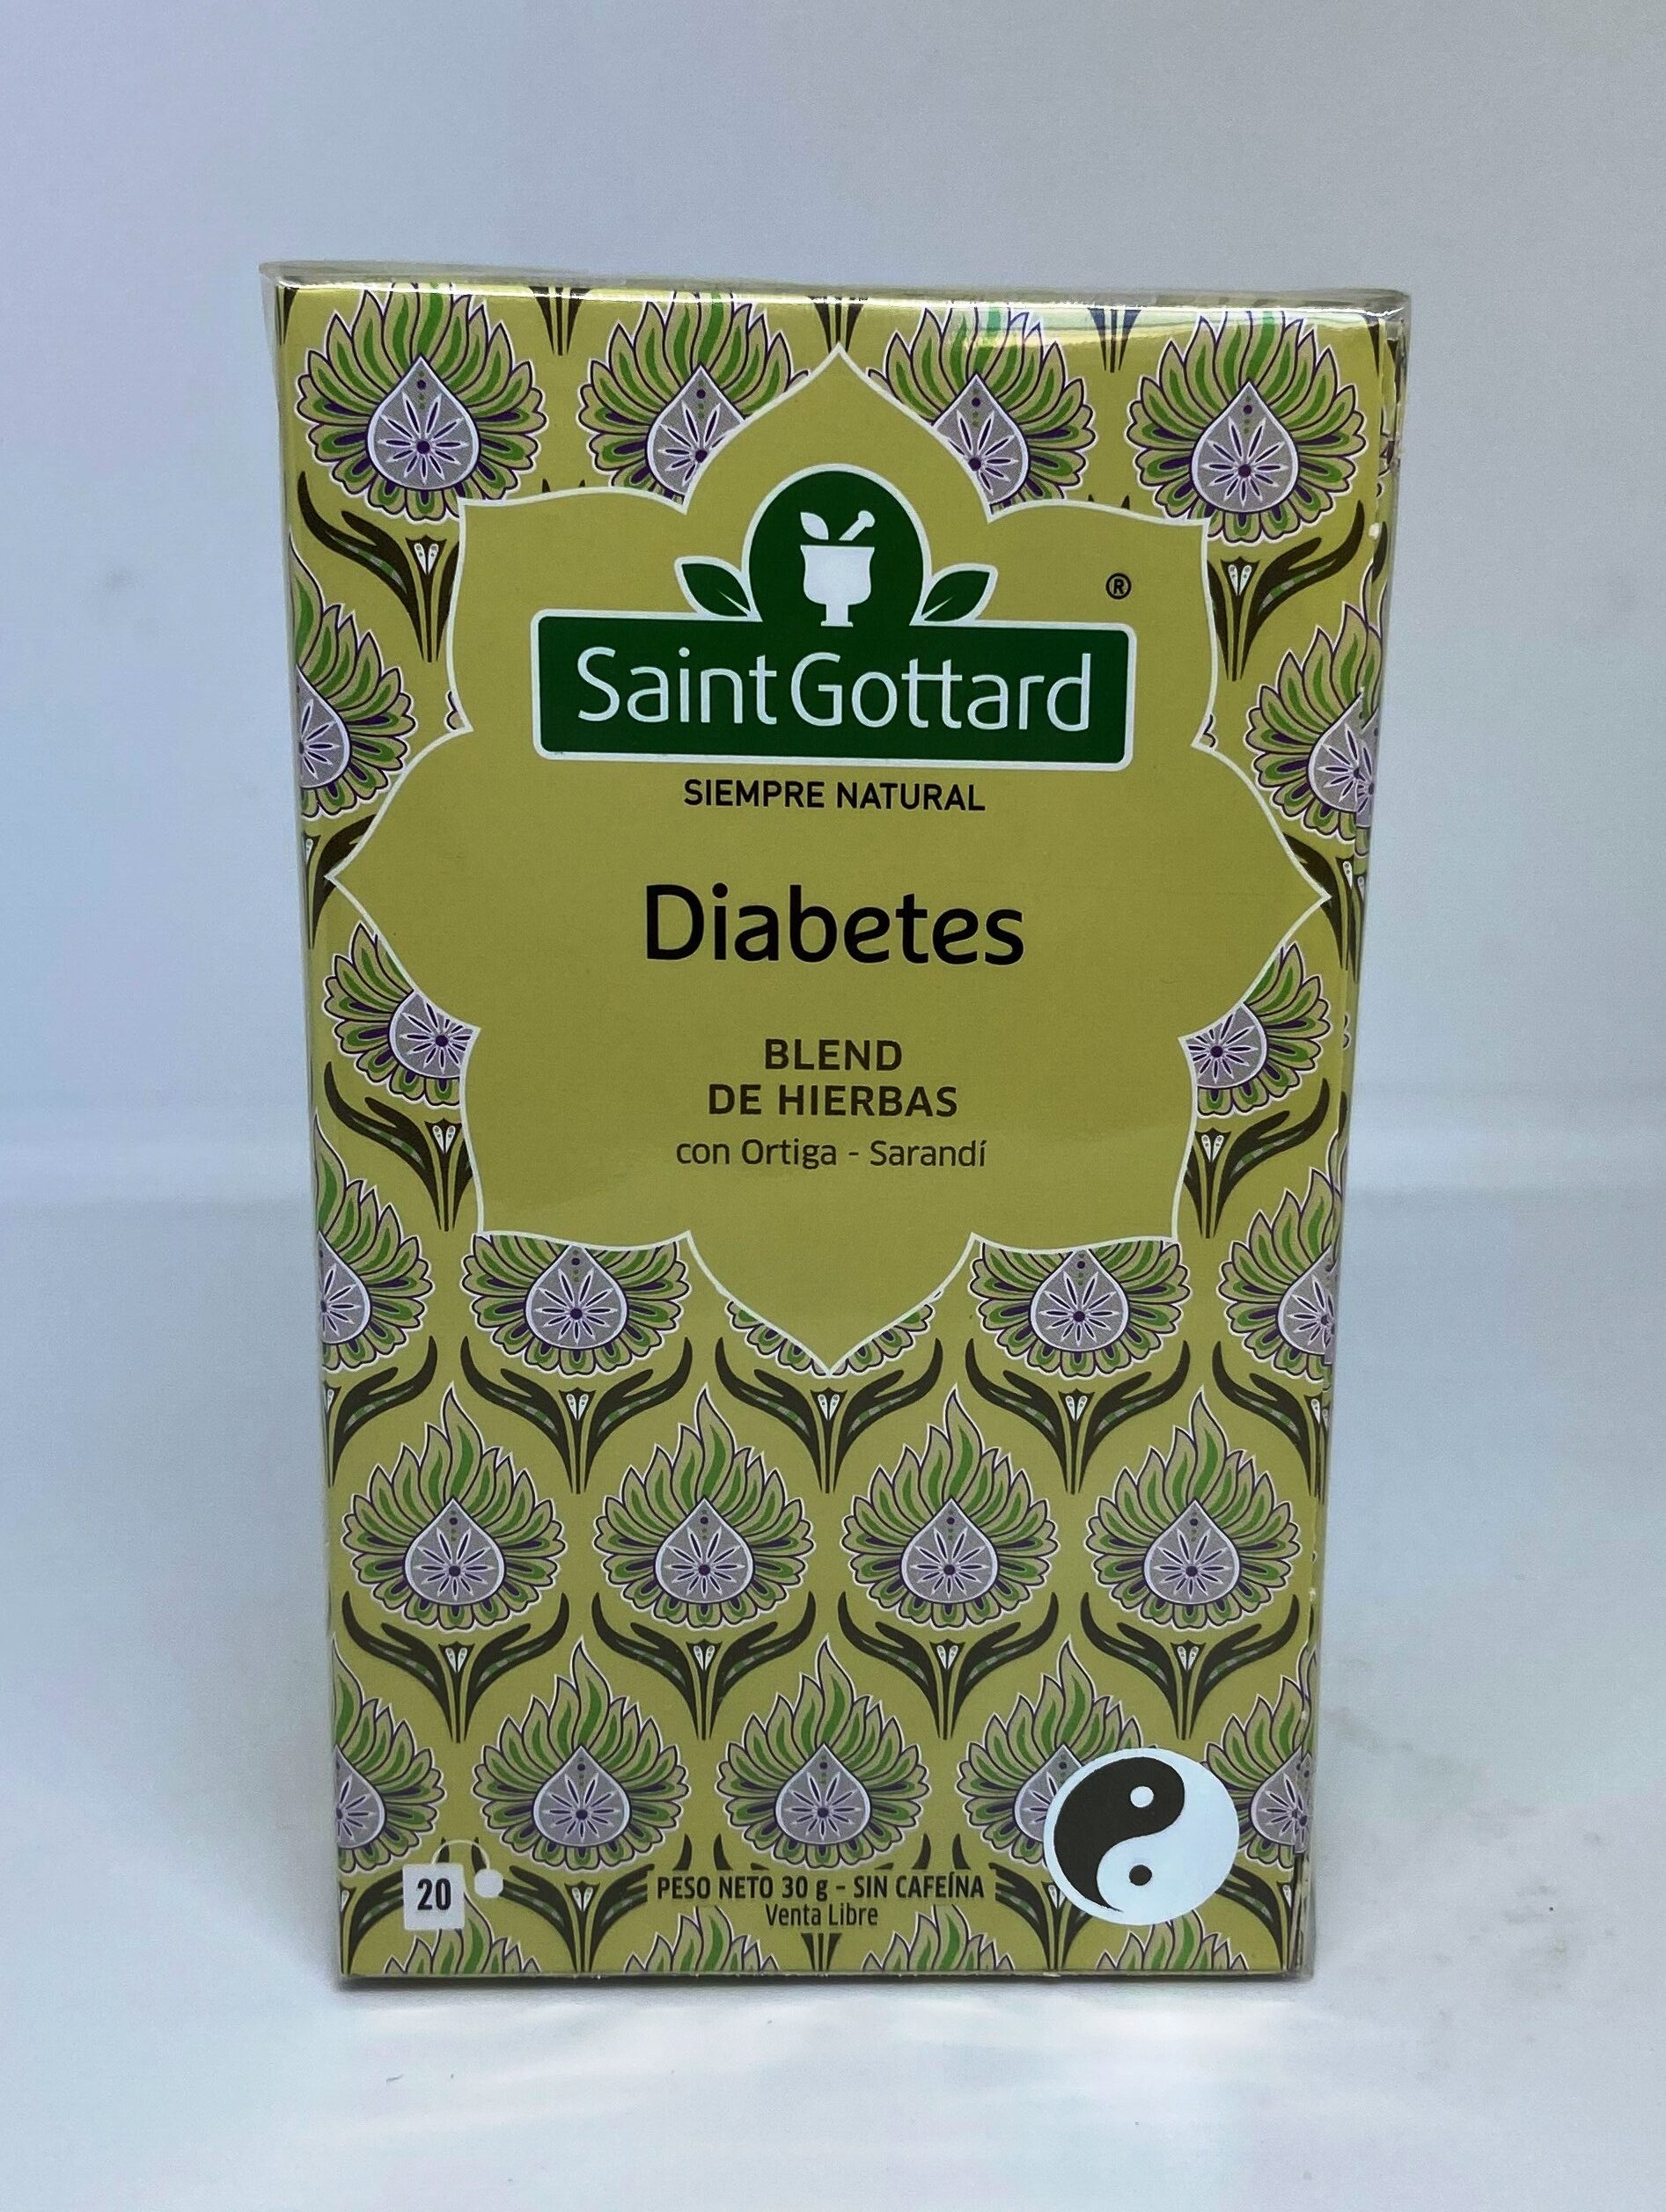 ®
Saint Gottard
SIEMPRE NATURAL
Diabetes
BLEND
DE HIERBAS
con Ortiga - Sarandí
20
PESO NETO 30 g - SIN CAFEÍNA
Venta Libre